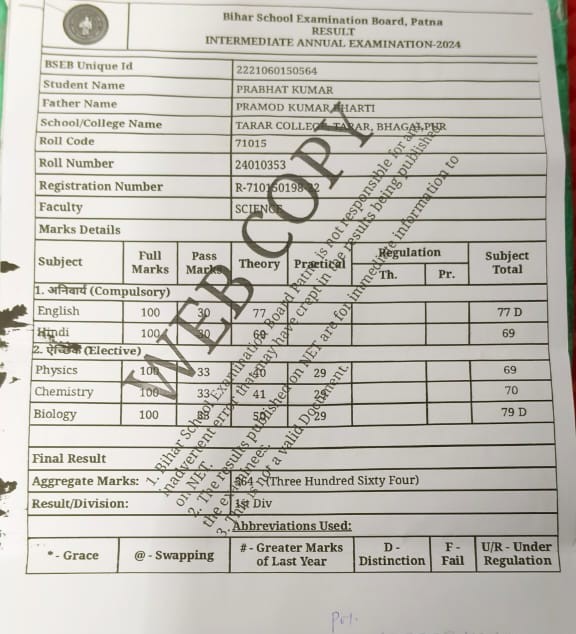 Bihar School Examination Board, Patna
RESULT
INTERMEDIATE ANNUAL EXAMINATION-2024
BSEB Unique Id 2221060150564
Student Name PRABHAT KUMAR
Father Name PRAMOD KUMAR BHARTI
School/College Name TARAR COLLEGE, TARAR, BHAGALPUR
Roll Code 71015
Roll Number 24010353
Registration Number R-710150198-22
Faculty SCIENCE
Marks Details
Subject Full Marks Pass Marks Theory Practical Regulation Th. Pr. Subject Total
1. अनिवार्य (Compulsory)
English 100 30 77 77 D
Hindi 100 30 69 69
2. ऐच्छिक (Elective)
Physics 100 33 40 29 69
Chemistry 100 33 41 29 70
Biology 100 33 50 29 79 D
Final Result
Aggregate Marks: 364 (Three Hundred Sixty Four)
Result/Division: 1st Div
Abbreviations Used:
* - Grace @ - Swapping # - Greater Marks of Last Year D - Distinction F - Fail U/R - Under Regulation
WEB COPY
1. Bihar School Examination Board Patna is not responsible for any
inadvertent error that may have crept in the results being published
on NET.
2. The results published on NET are for immediate information to
the examinees.
3. This is not a valid Document.